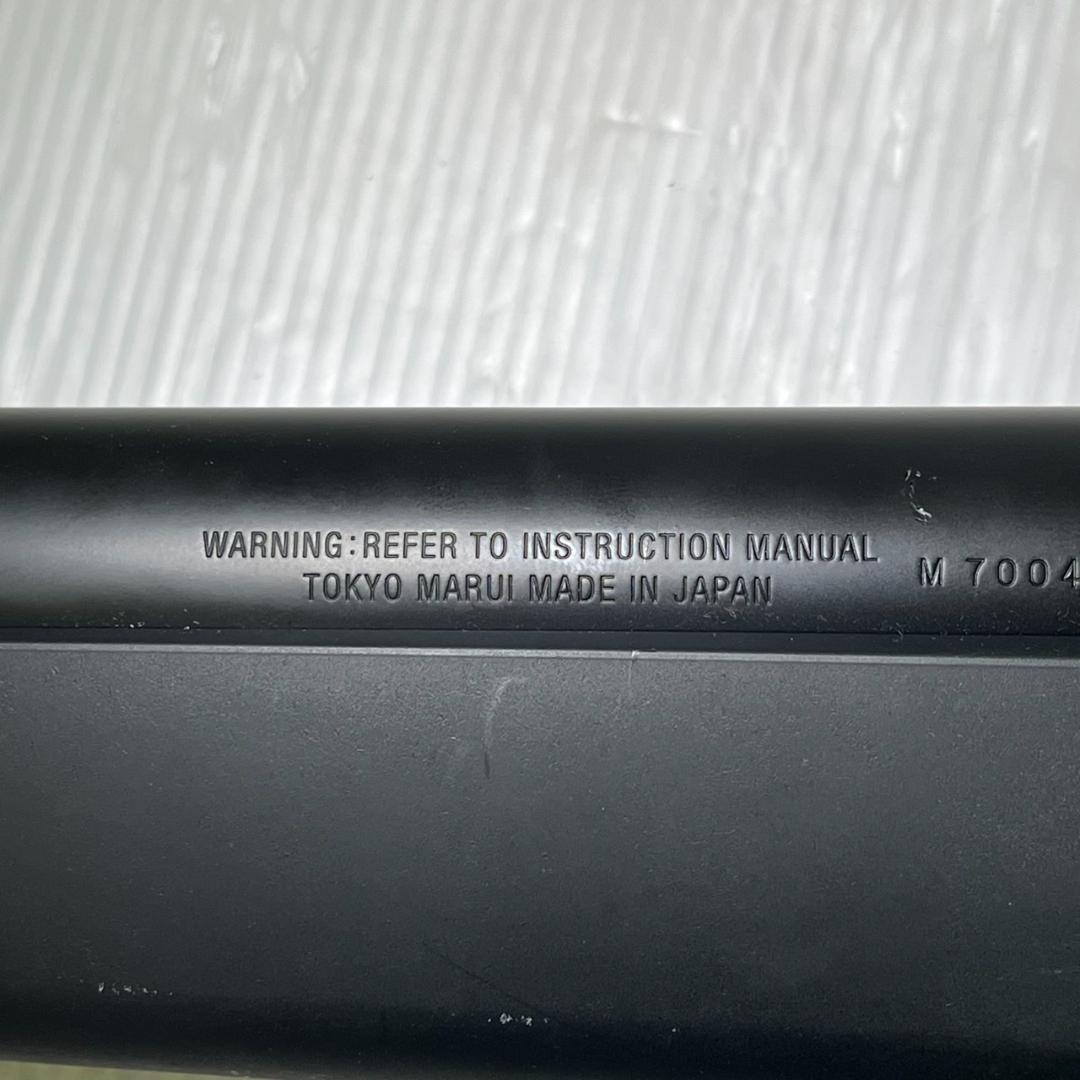 WARNING:REFER TO INSTRUCTION MANUAL
TOKYO MARUI MADE IN JAPAN
M 7004